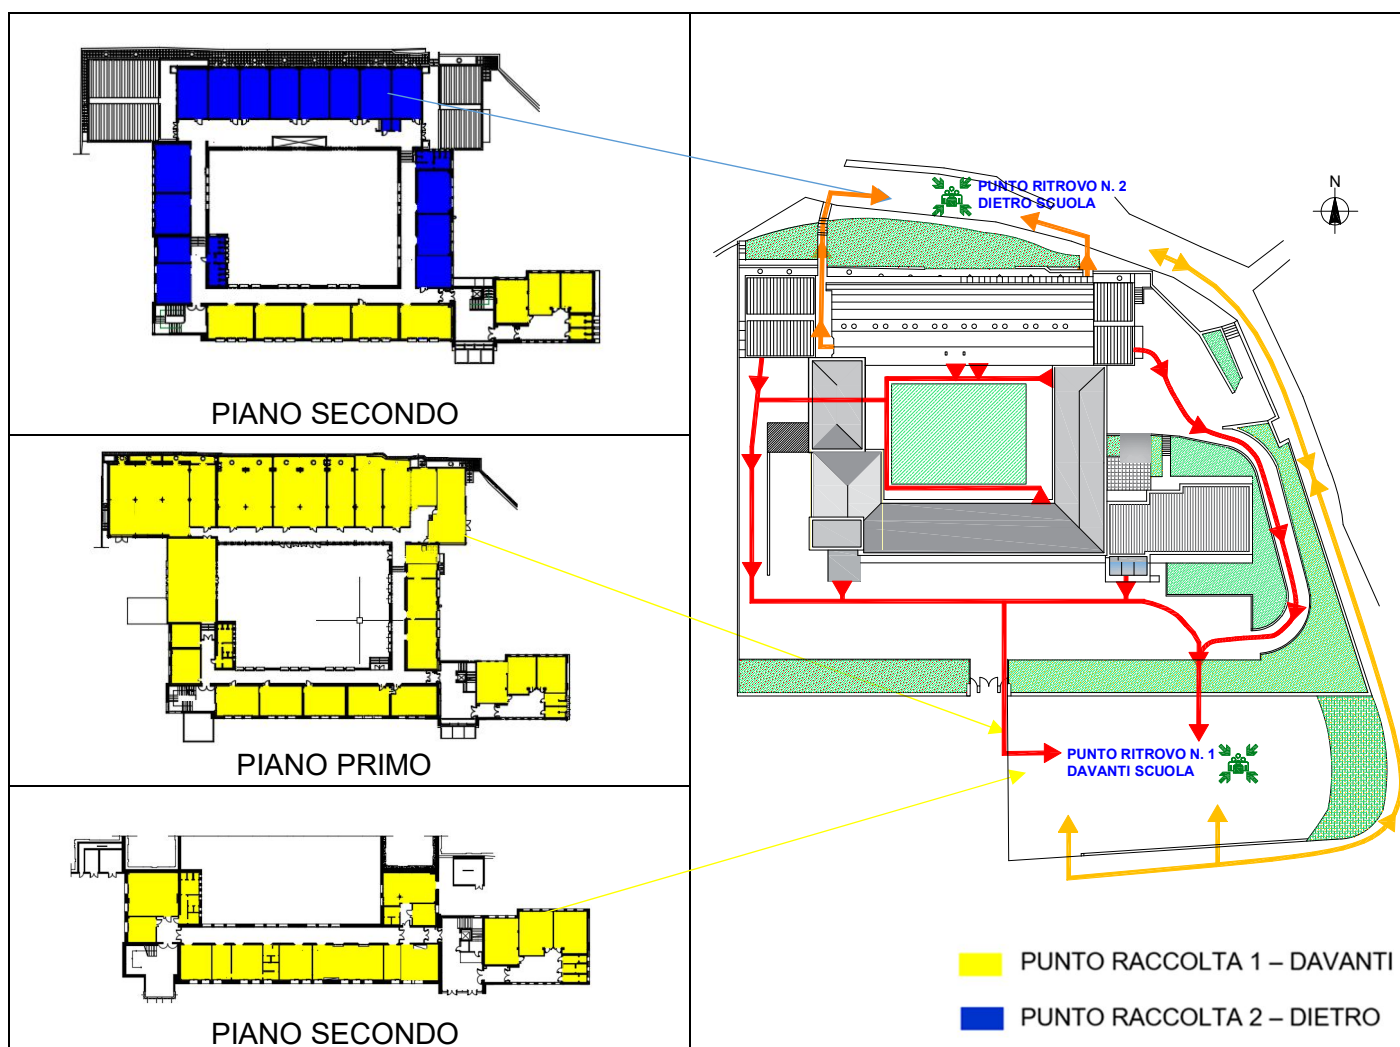 PIANO SECONDO
PIANO PRIMO
PIANO SECONDO
N
PUNTO RITROVO N. 2
DIETRO SCUOLA
PUNTO RITROVO N. 1
DAVANTI SCUOLA
PUNTO RACCOLTA 1 – DAVANTI
PUNTO RACCOLTA 2 – DIETRO